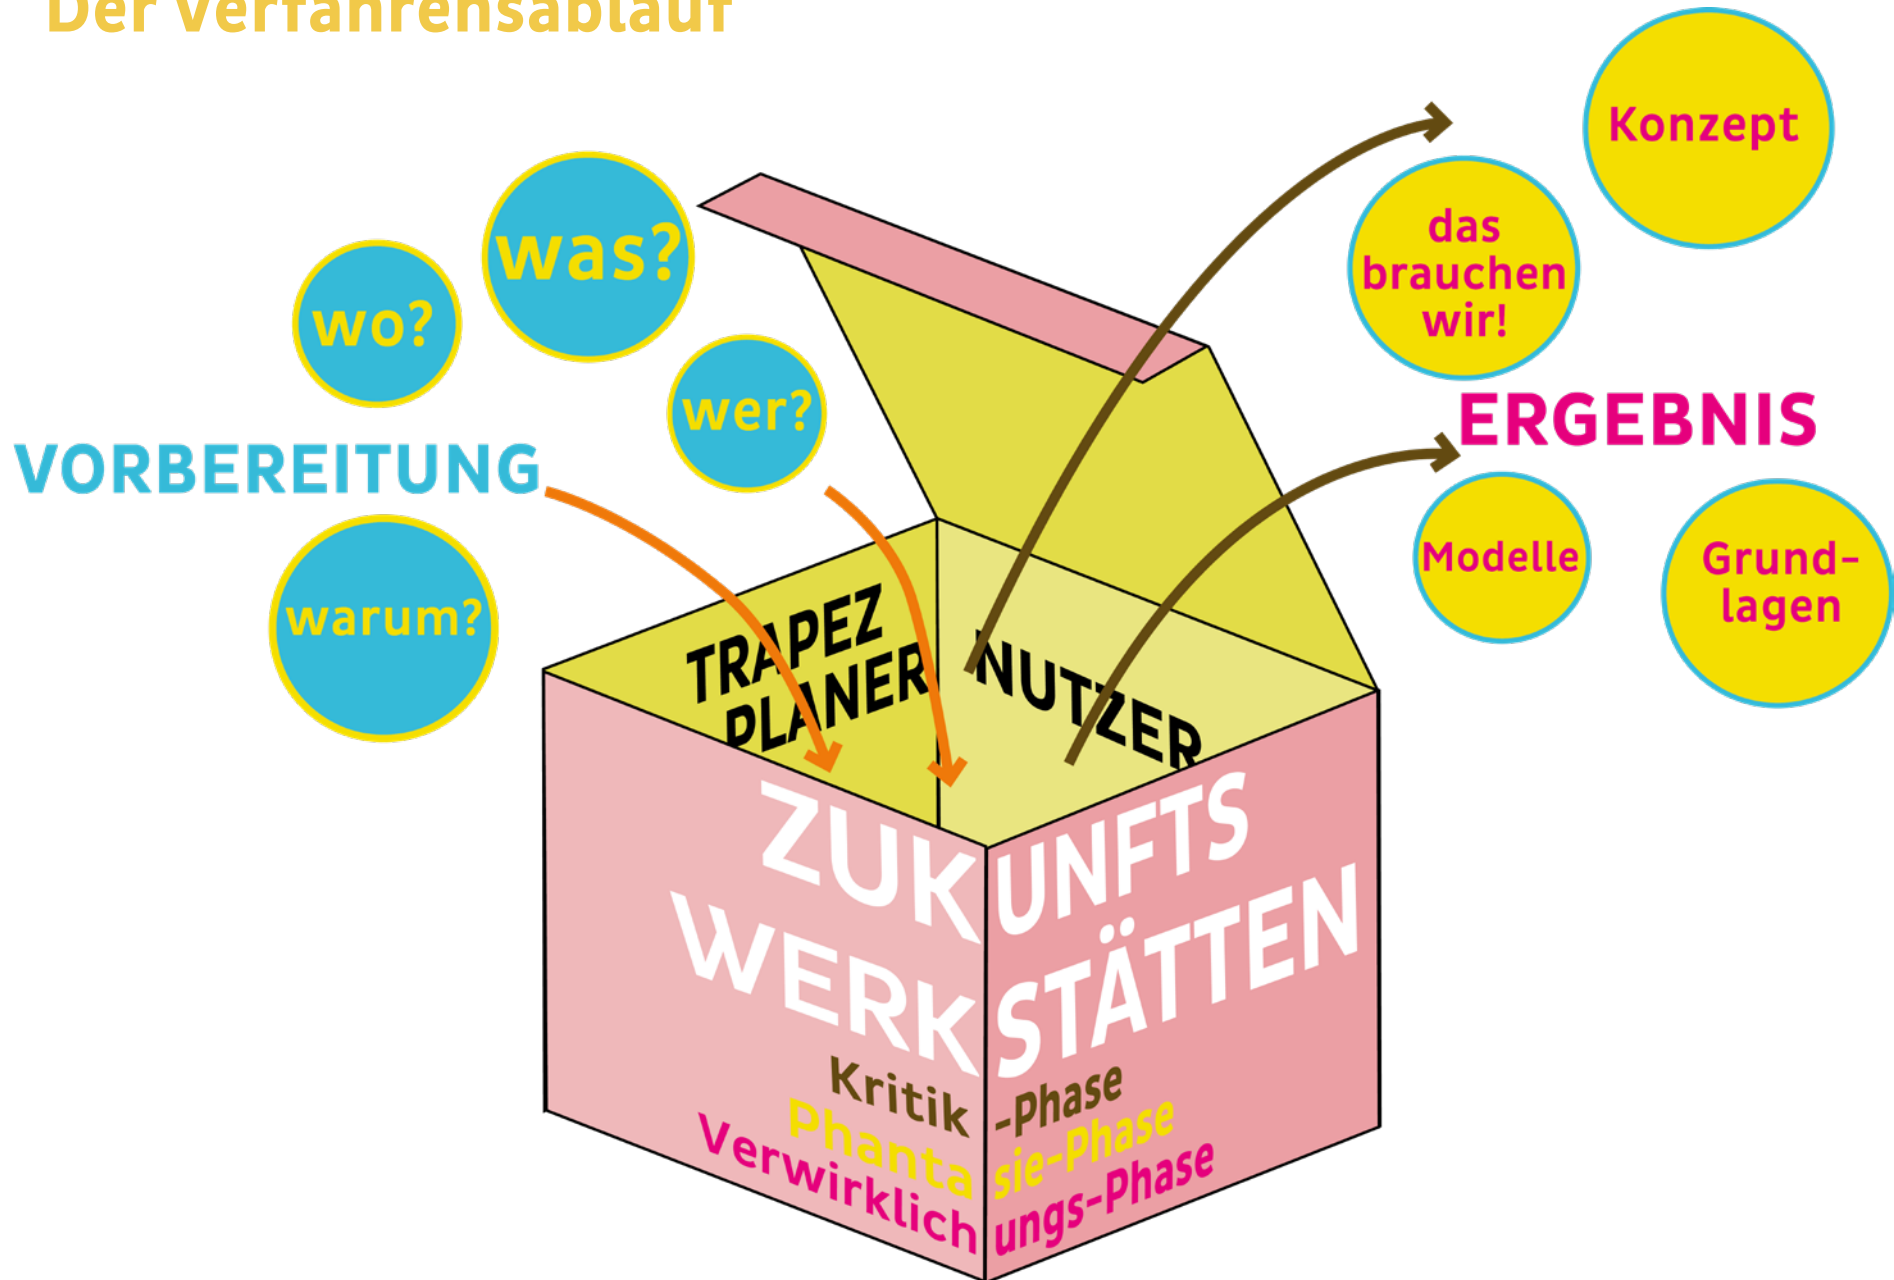 Der Verfahrensablauf
was?
wo?
wer?
VORBEREITUNG
warum?
Konzept
das
brauchen
wir!
ERGEBNIS
Modelle
Grund-
lagen
TRAPEZ
PLANER
NUTZER
ZUKUNFTS
WERKSTÄTTEN
Kritik-Phase
Phantasie-Phase
Verwirklichungs-Phase